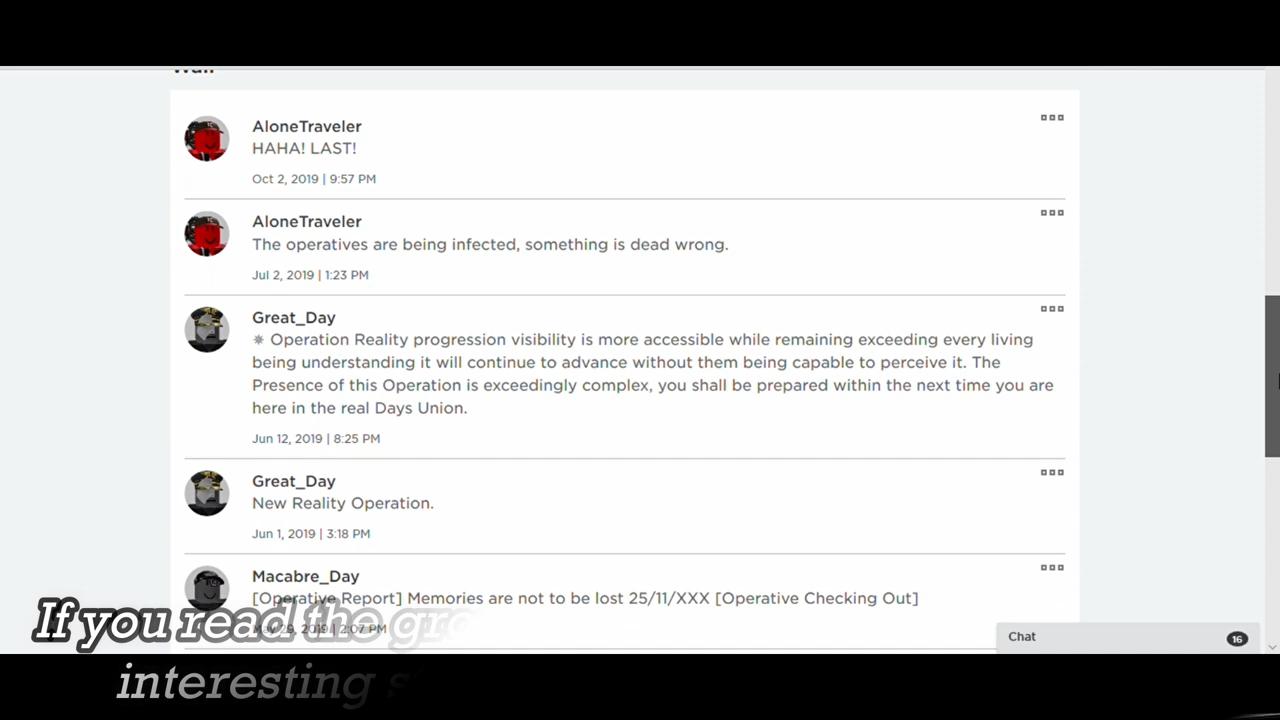 Wall
AloneTraveler
HAHA! LAST!
Oct 2, 2019 | 9:57 PM
AloneTraveler
The operatives are being infected, something is dead wrong.
Jul 2, 2019 | 1:23 PM
Great_Day
✷ Operation Reality progression visibility is more accessible while remaining exceeding every living
being understanding it will continue to advance without them being capable to perceive it. The
Presence of this Operation is exceedingly complex, you shall be prepared within the next time you are
here in the real Days Union.
Jun 12, 2019 | 8:25 PM
Great_Day
New Reality Operation.
Jun 1, 2019 | 3:18 PM
Macabre_Day
[Operative Report] Memories are not to be lost 25/11/XXX [Operative Checking Out]
May 29, 2019 | 2:07 PM
Chat 16
If you read the
interesting